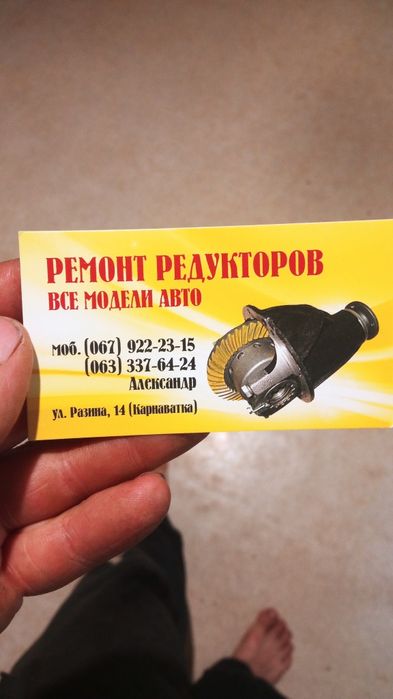 РЕМОНТ РЕДУКТОРОВ
ВСЕ МОДЕЛИ АВТО
моб. (067) 922-23-15
(063) 337-64-24
Александр
ул. Разина, 14 (Карнаватка)